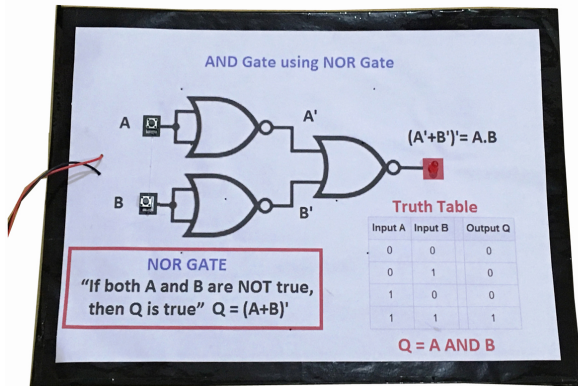 AND Gate using NOR Gate
A
A'
(A'+B')'= A.B
B
B'
Truth Table
Input A Input B Output Q
0 0 0
0 1 0
1 0 0
1 1 1
Q = A AND B
NOR GATE
“If both A and B are NOT true,
then Q is true” Q = (A+B)'